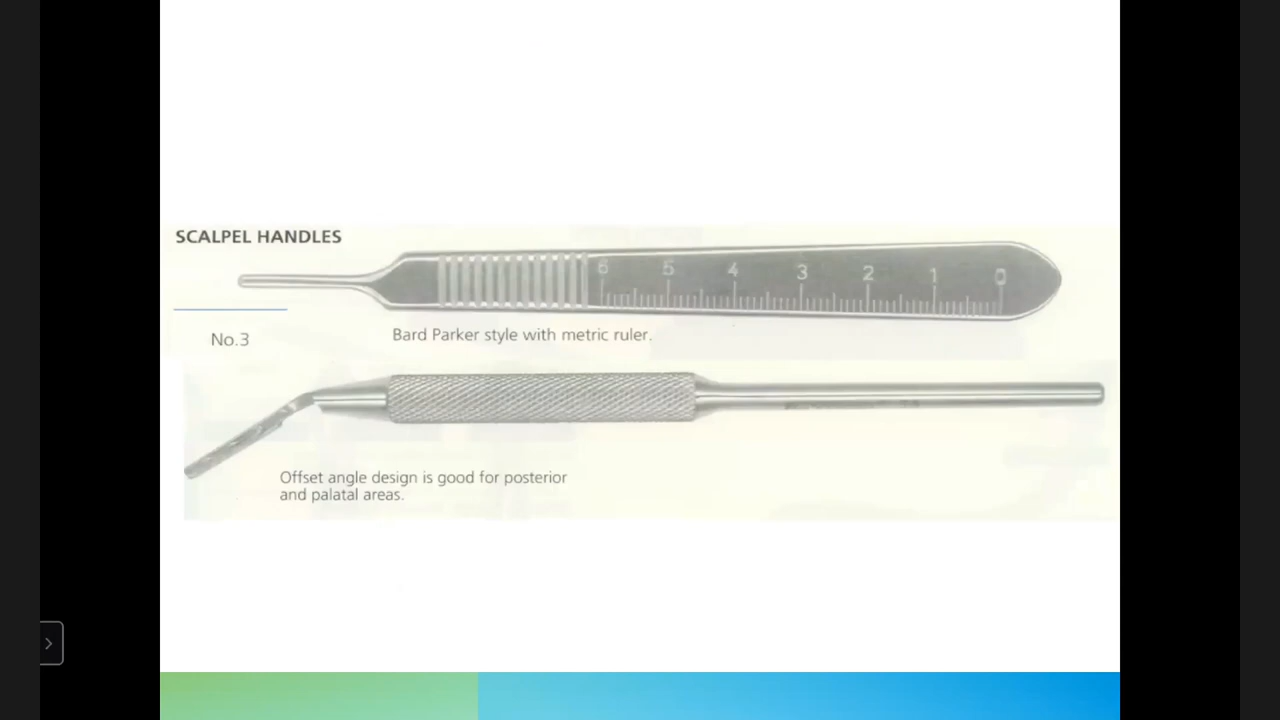 SCALPEL HANDLES
6 5 4 3 2 1 0
No.3
Bard Parker style with metric ruler.
Offset angle design is good for posterior
and palatal areas.